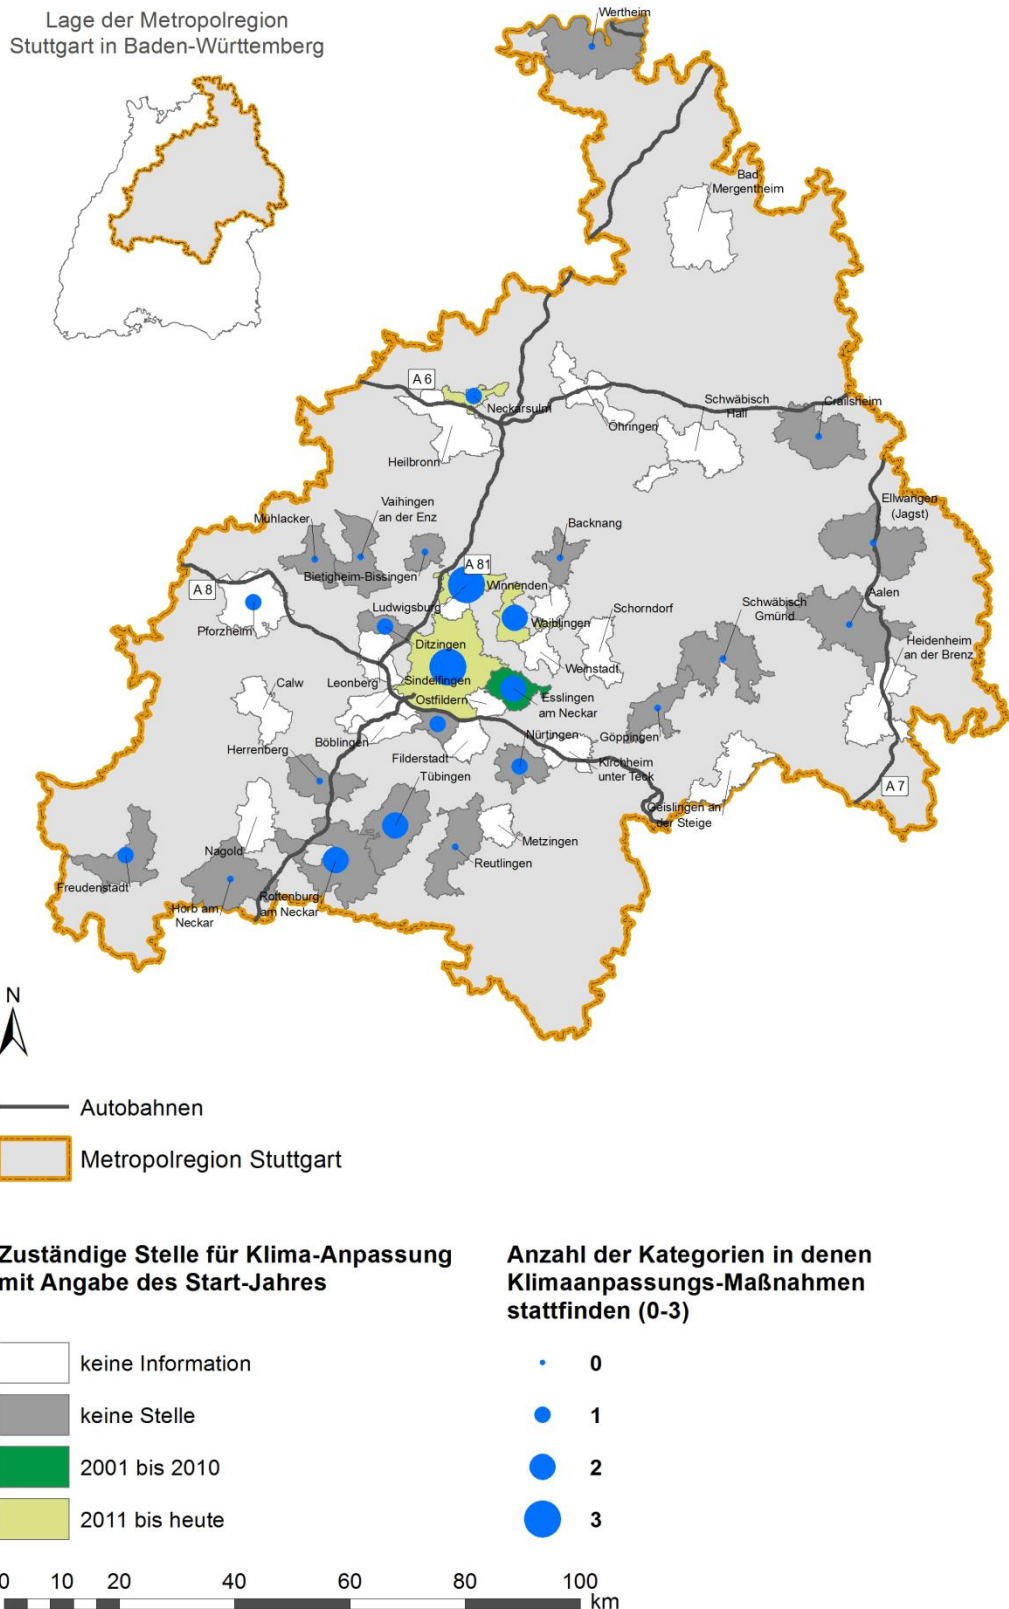 Lage der Metropolregion
Stuttgart in Baden-Württemberg
Wertheim
Bad
Mergentheim
A 6
Neckarsulm
Schwäbisch
Hall
Crailsheim
Öhringen
Heilbronn
Ellwangen
(Jagst)
Vaihingen
an der Enz
Mühlacker
Backnang
Bietigheim-Bissingen
A 81
A 8
Winnenden
Ludwigsburg
Waiblingen
Schorndorf
Schwäbisch
Gmünd
Aalen
Pforzheim
Ditzingen
Heidenheim
an der Brenz
Weinstadt
Leonberg
Sindelfingen
Calw
Ostfildern
Esslingen
am Neckar
Böblingen
Nürtingen
Göppingen
Herrenberg
Filderstadt
Kirchheim
unter Teck
Tübingen
A 7
Geislingen an
der Steige
Nagold
Metzingen
Reutlingen
Freudenstadt
Rottenburg
am Neckar
Horb am
Neckar
N
Autobahnen
Metropolregion Stuttgart
Zuständige Stelle für Klima-Anpassung
mit Angabe des Start-Jahres
keine Information
keine Stelle
2001 bis 2010
2011 bis heute
Anzahl der Kategorien in denen
Klimaanpassungs-Maßnahmen
stattfinden (0-3)
0
1
2
3
0 10 20 40 60 80 100
km